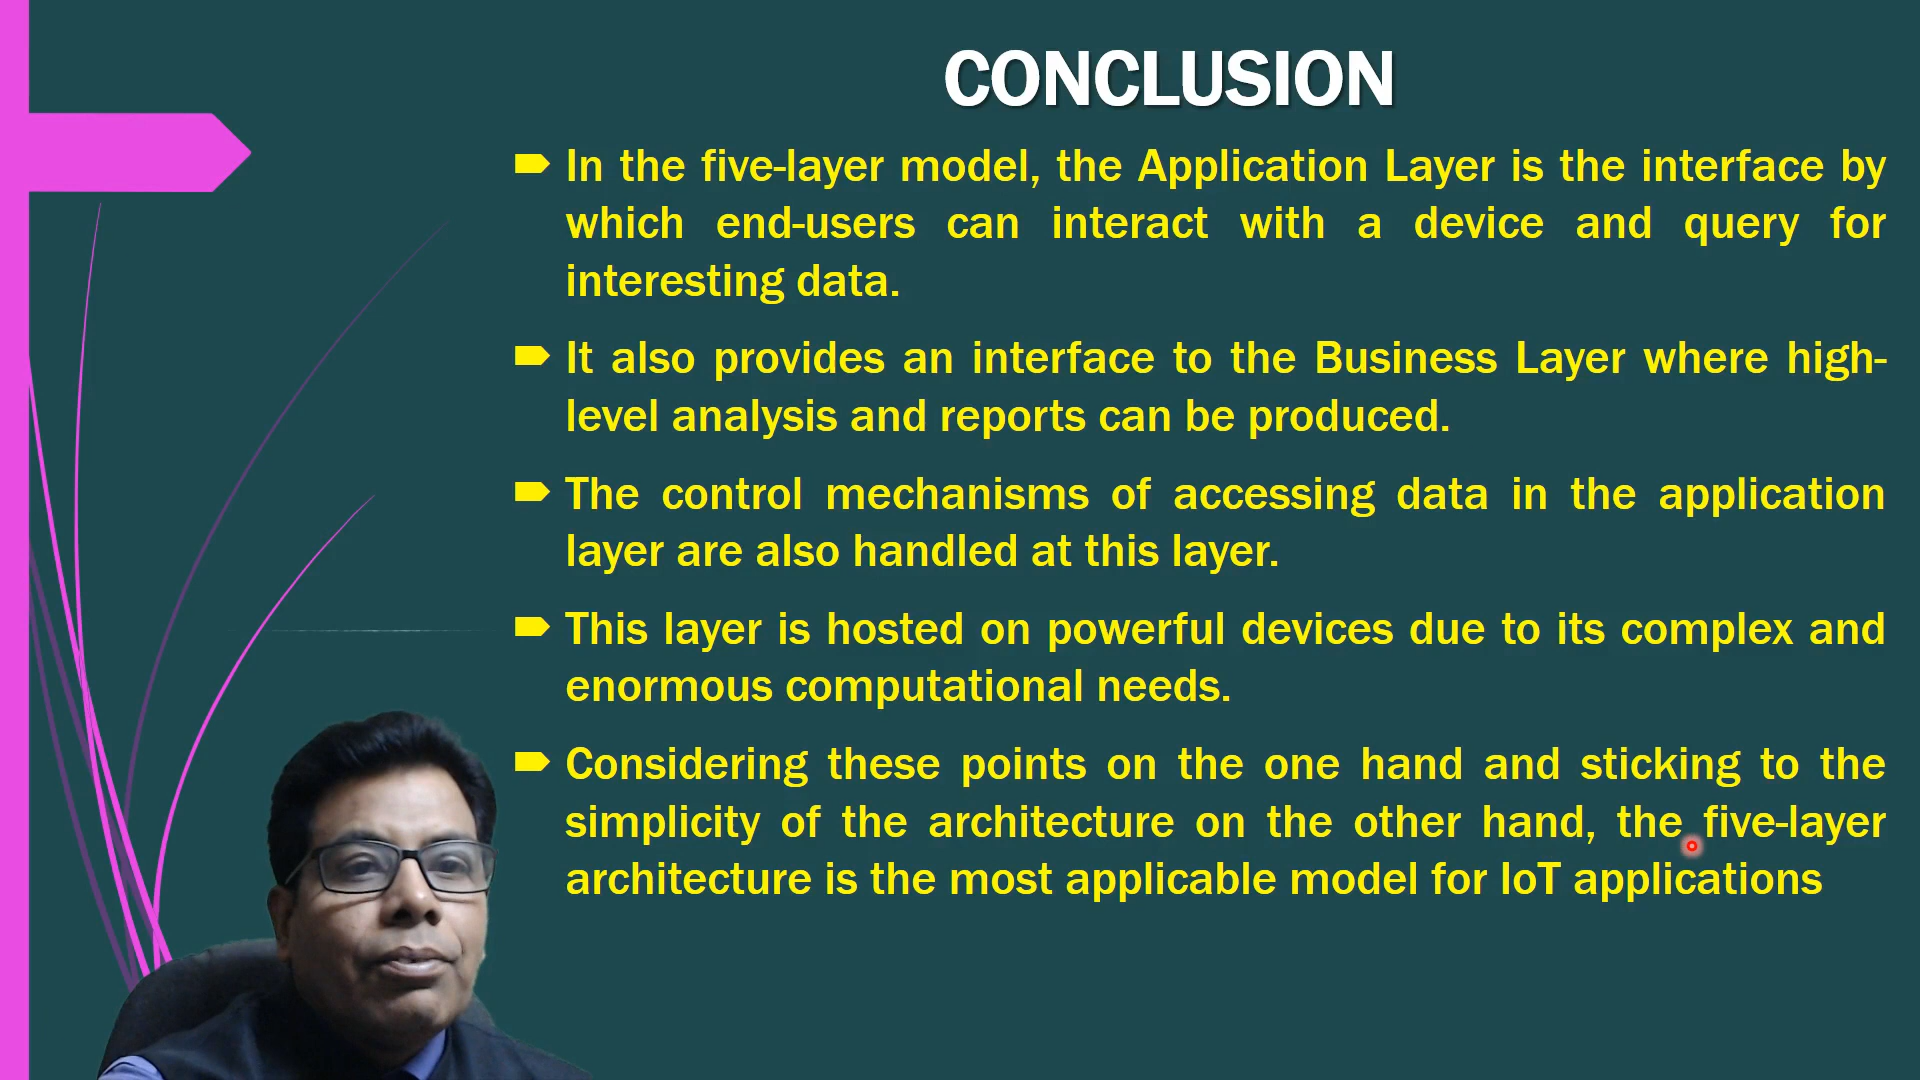 CONCLUSION
In the five-layer model, the Application Layer is the interface by
which end-users can interact with a device and query for
interesting data.
It also provides an interface to the Business Layer where high-
level analysis and reports can be produced.
The control mechanisms of accessing data in the application
layer are also handled at this layer.
This layer is hosted on powerful devices due to its complex and
enormous computational needs.
Considering these points on the one hand and sticking to the
simplicity of the architecture on the other hand, the five-layer
architecture is the most applicable model for IoT applications